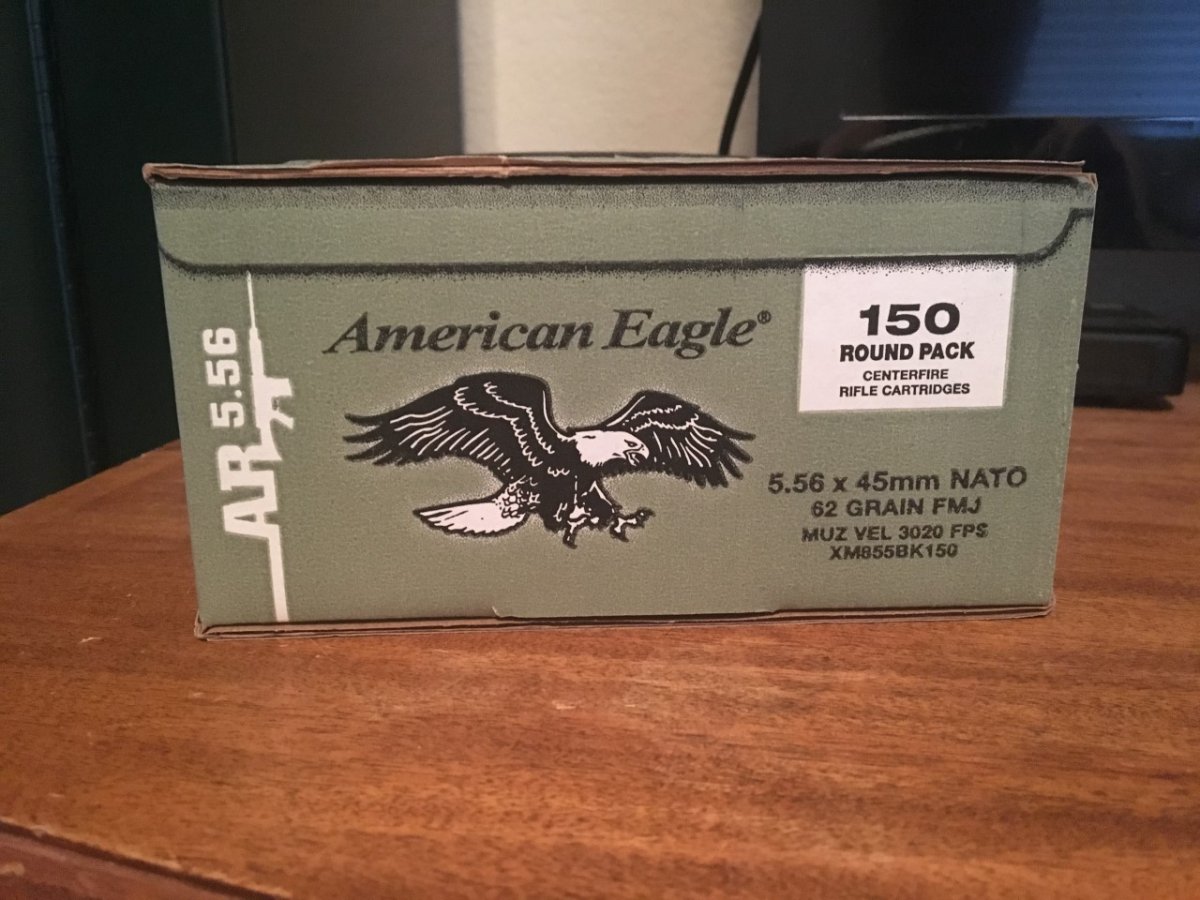 AR 5.56
American Eagle®
150
ROUND PACK
CENTERFIRE
RIFLE CARTRIDGES
5.56 x 45mm NATO
62 GRAIN FMJ
MUZ VEL 3020 FPS
XM855BK150